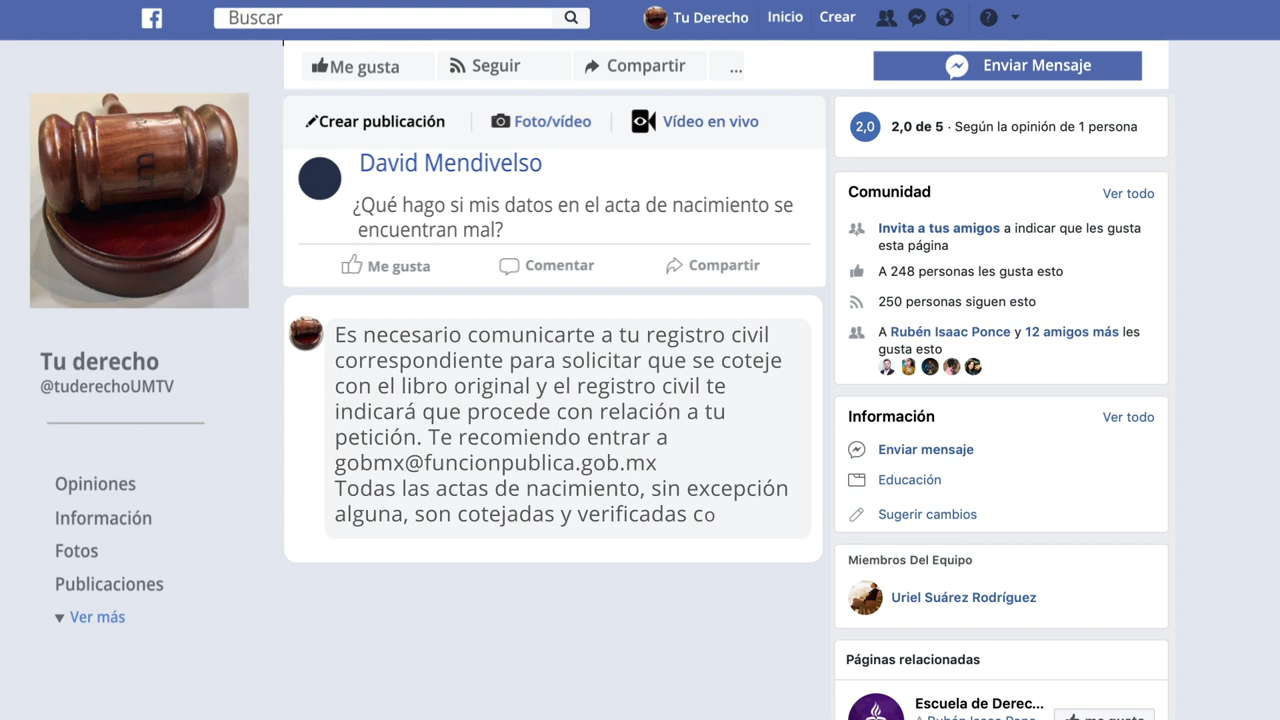 Buscar
Tu Derecho
Inicio
Crear
Me gusta
Seguir
Compartir
...
Enviar Mensaje
Crear publicación
Foto/vídeo
Vídeo en vivo
David Mendivelso
¿Qué hago si mis datos en el acta de nacimiento se
encuentran mal?
Me gusta
Comentar
Compartir
Es necesario comunicarte a tu registro civil
correspondiente para solicitar que se coteje
con el libro original y el registro civil te
indicará que procede con relación a tu
petición. Te recomiendo entrar a
gobmx@funcionpublica.gob.mx
Todas las actas de nacimiento, sin excepción
alguna, son cotejadas y verificadas co
Tu derecho
@tuderechoUMTV
Opiniones
Información
Fotos
Publicaciones
Ver más
2,0
2,0 de 5 · Según la opinión de 1 persona
Comunidad
Ver todo
Invita a tus amigos a indicar que les gusta
esta página
A 248 personas les gusta esto
250 personas siguen esto
A Rubén Isaac Ponce y 12 amigos más les
gusta esto
Información
Ver todo
Enviar mensaje
Educación
Sugerir cambios
Miembros Del Equipo
Uriel Suárez Rodríguez
Páginas relacionadas
Escuela de Derec...
A Rubén Isaac Ponce
me gusta